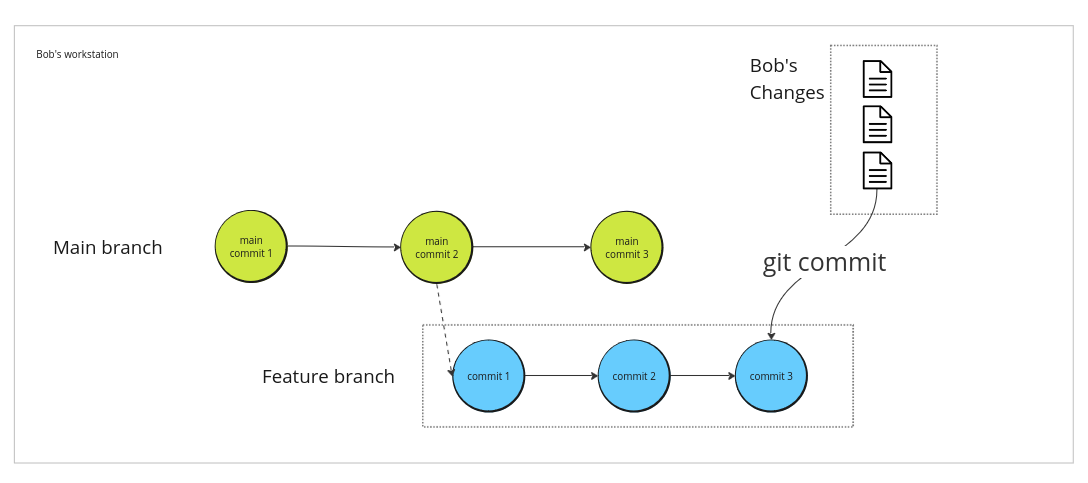 Bob's workstation
Bob's
Changes
Main branch
main
commit 1
main
commit 2
main
commit 3
git commit
Feature branch
commit 1
commit 2
commit 3